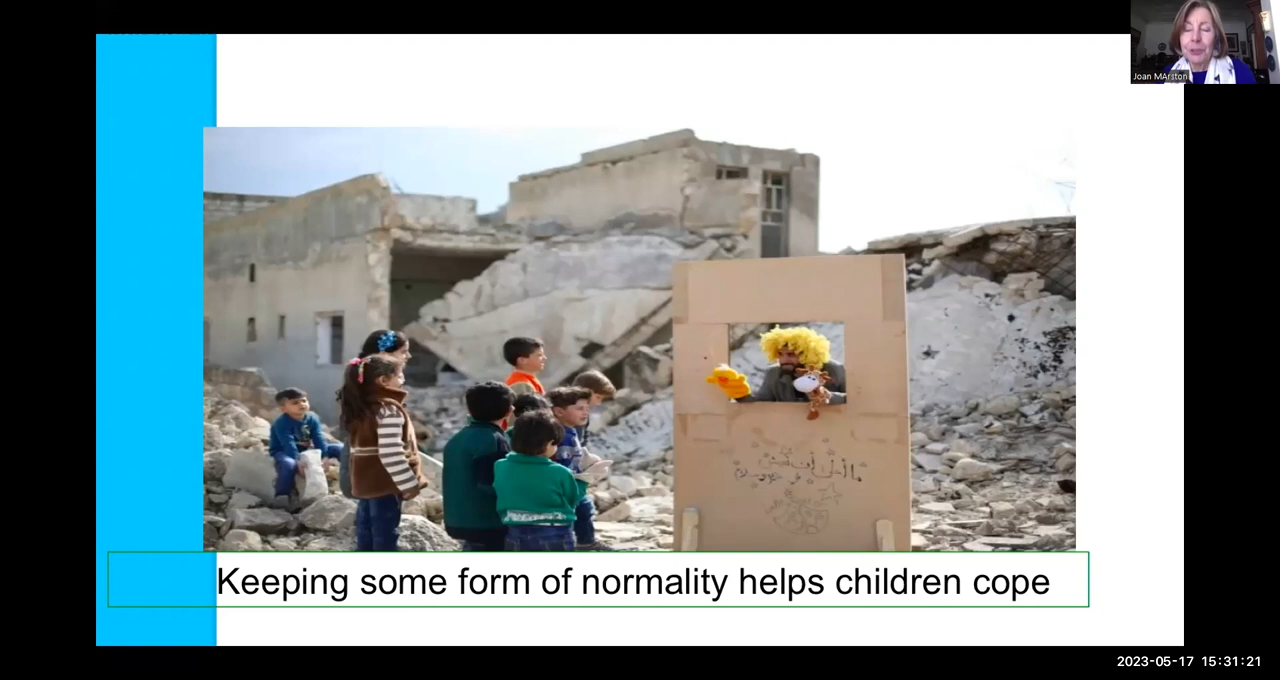 Joan MArston
Keeping some form of normality helps children cope
2023-05-17 15:31:21